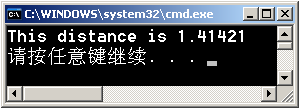 C:\WINDOWS\system32\cmd.exe
This distance is 1.41421
请按任意键继续. . .